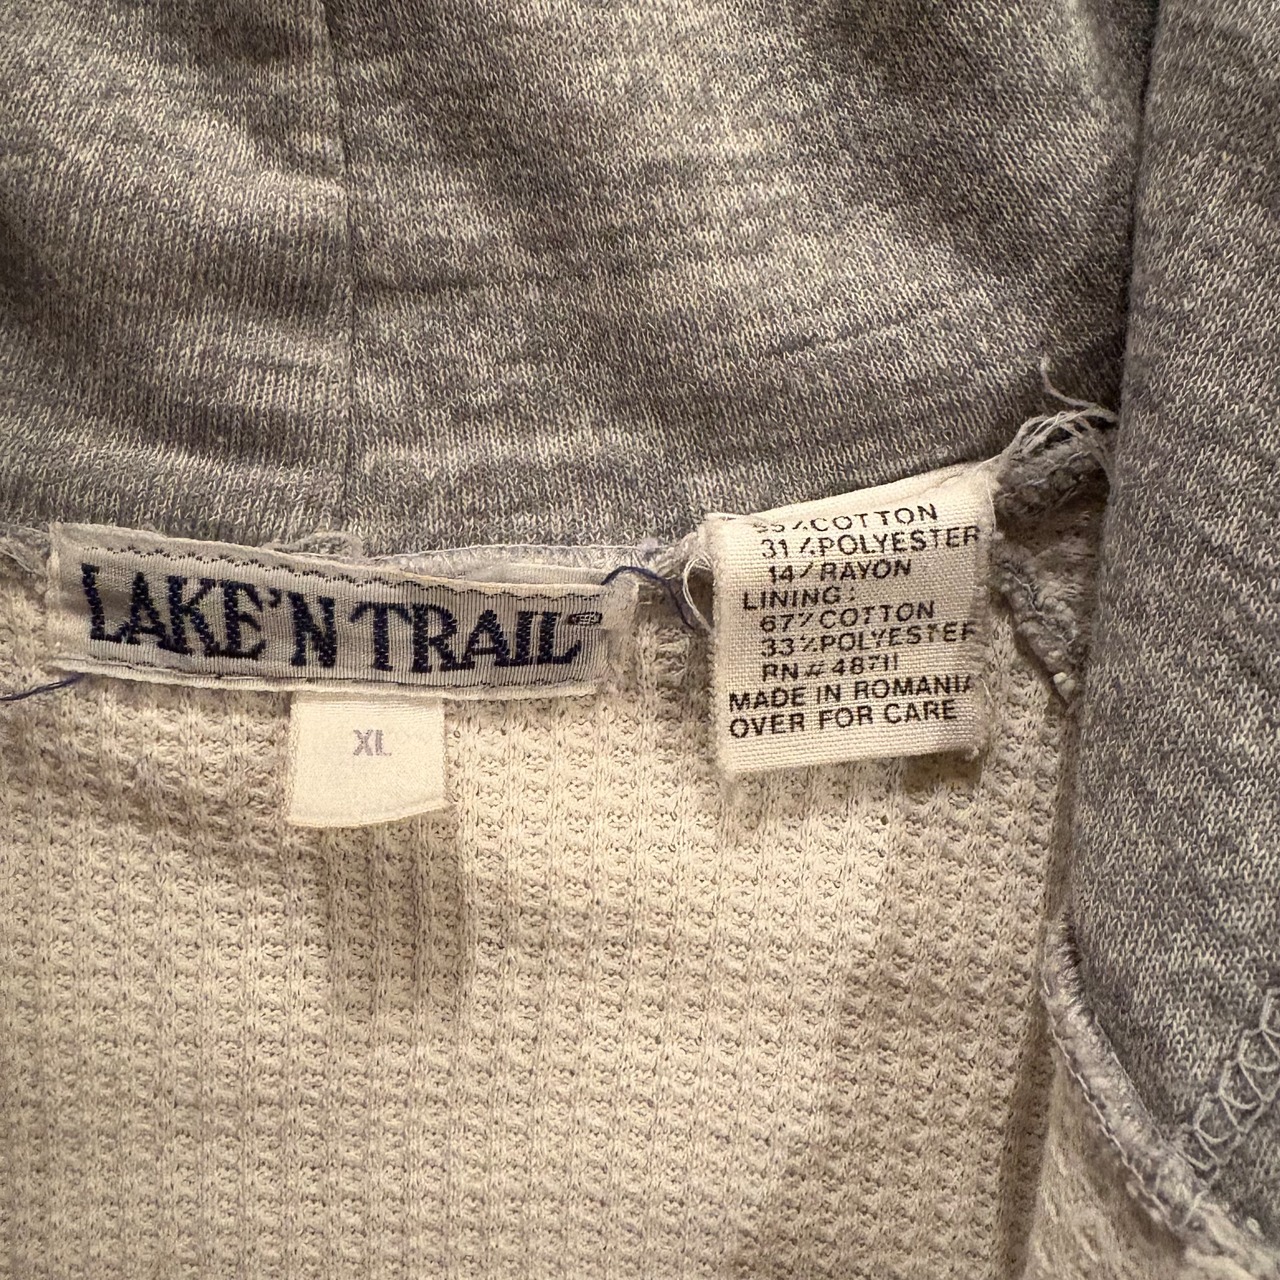 LAKE'N TRAIL
XL
55%COTTON
31%POLYESTER
14%RAYON
LINING:
67%COTTON
33%POLYESTER
RN#48711
MADE IN ROMANIA
OVER FOR CARE